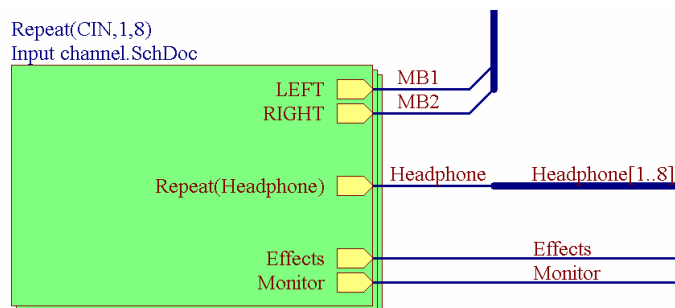 Repeat(CIN,1,8)
Input channel.SchDoc
LEFT MB1
RIGHT MB2
Repeat(Headphone) Headphone Headphone[1..8]
Effects Effects
Monitor Monitor